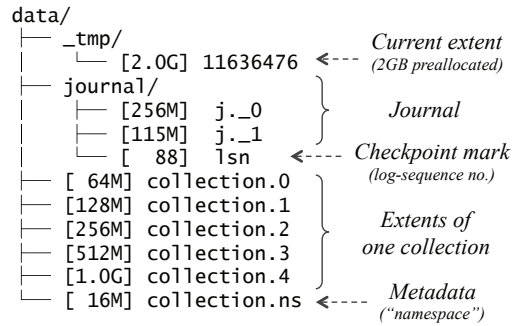 data/
├── _tmp/
│   └── [2.0G] 11636476
├── journal/
│   ├── [256M] j._0
│   ├── [115M] j._1
│   └── [  88] lsn
├── [ 64M] collection.0
├── [128M] collection.1
├── [256M] collection.2
├── [512M] collection.3
├── [1.0G] collection.4
└── [ 16M] collection.ns
Current extent
(2GB preallocated)
Journal
Checkpoint mark
(log-sequence no.)
Extents of
one collection
Metadata
(“namespace”)